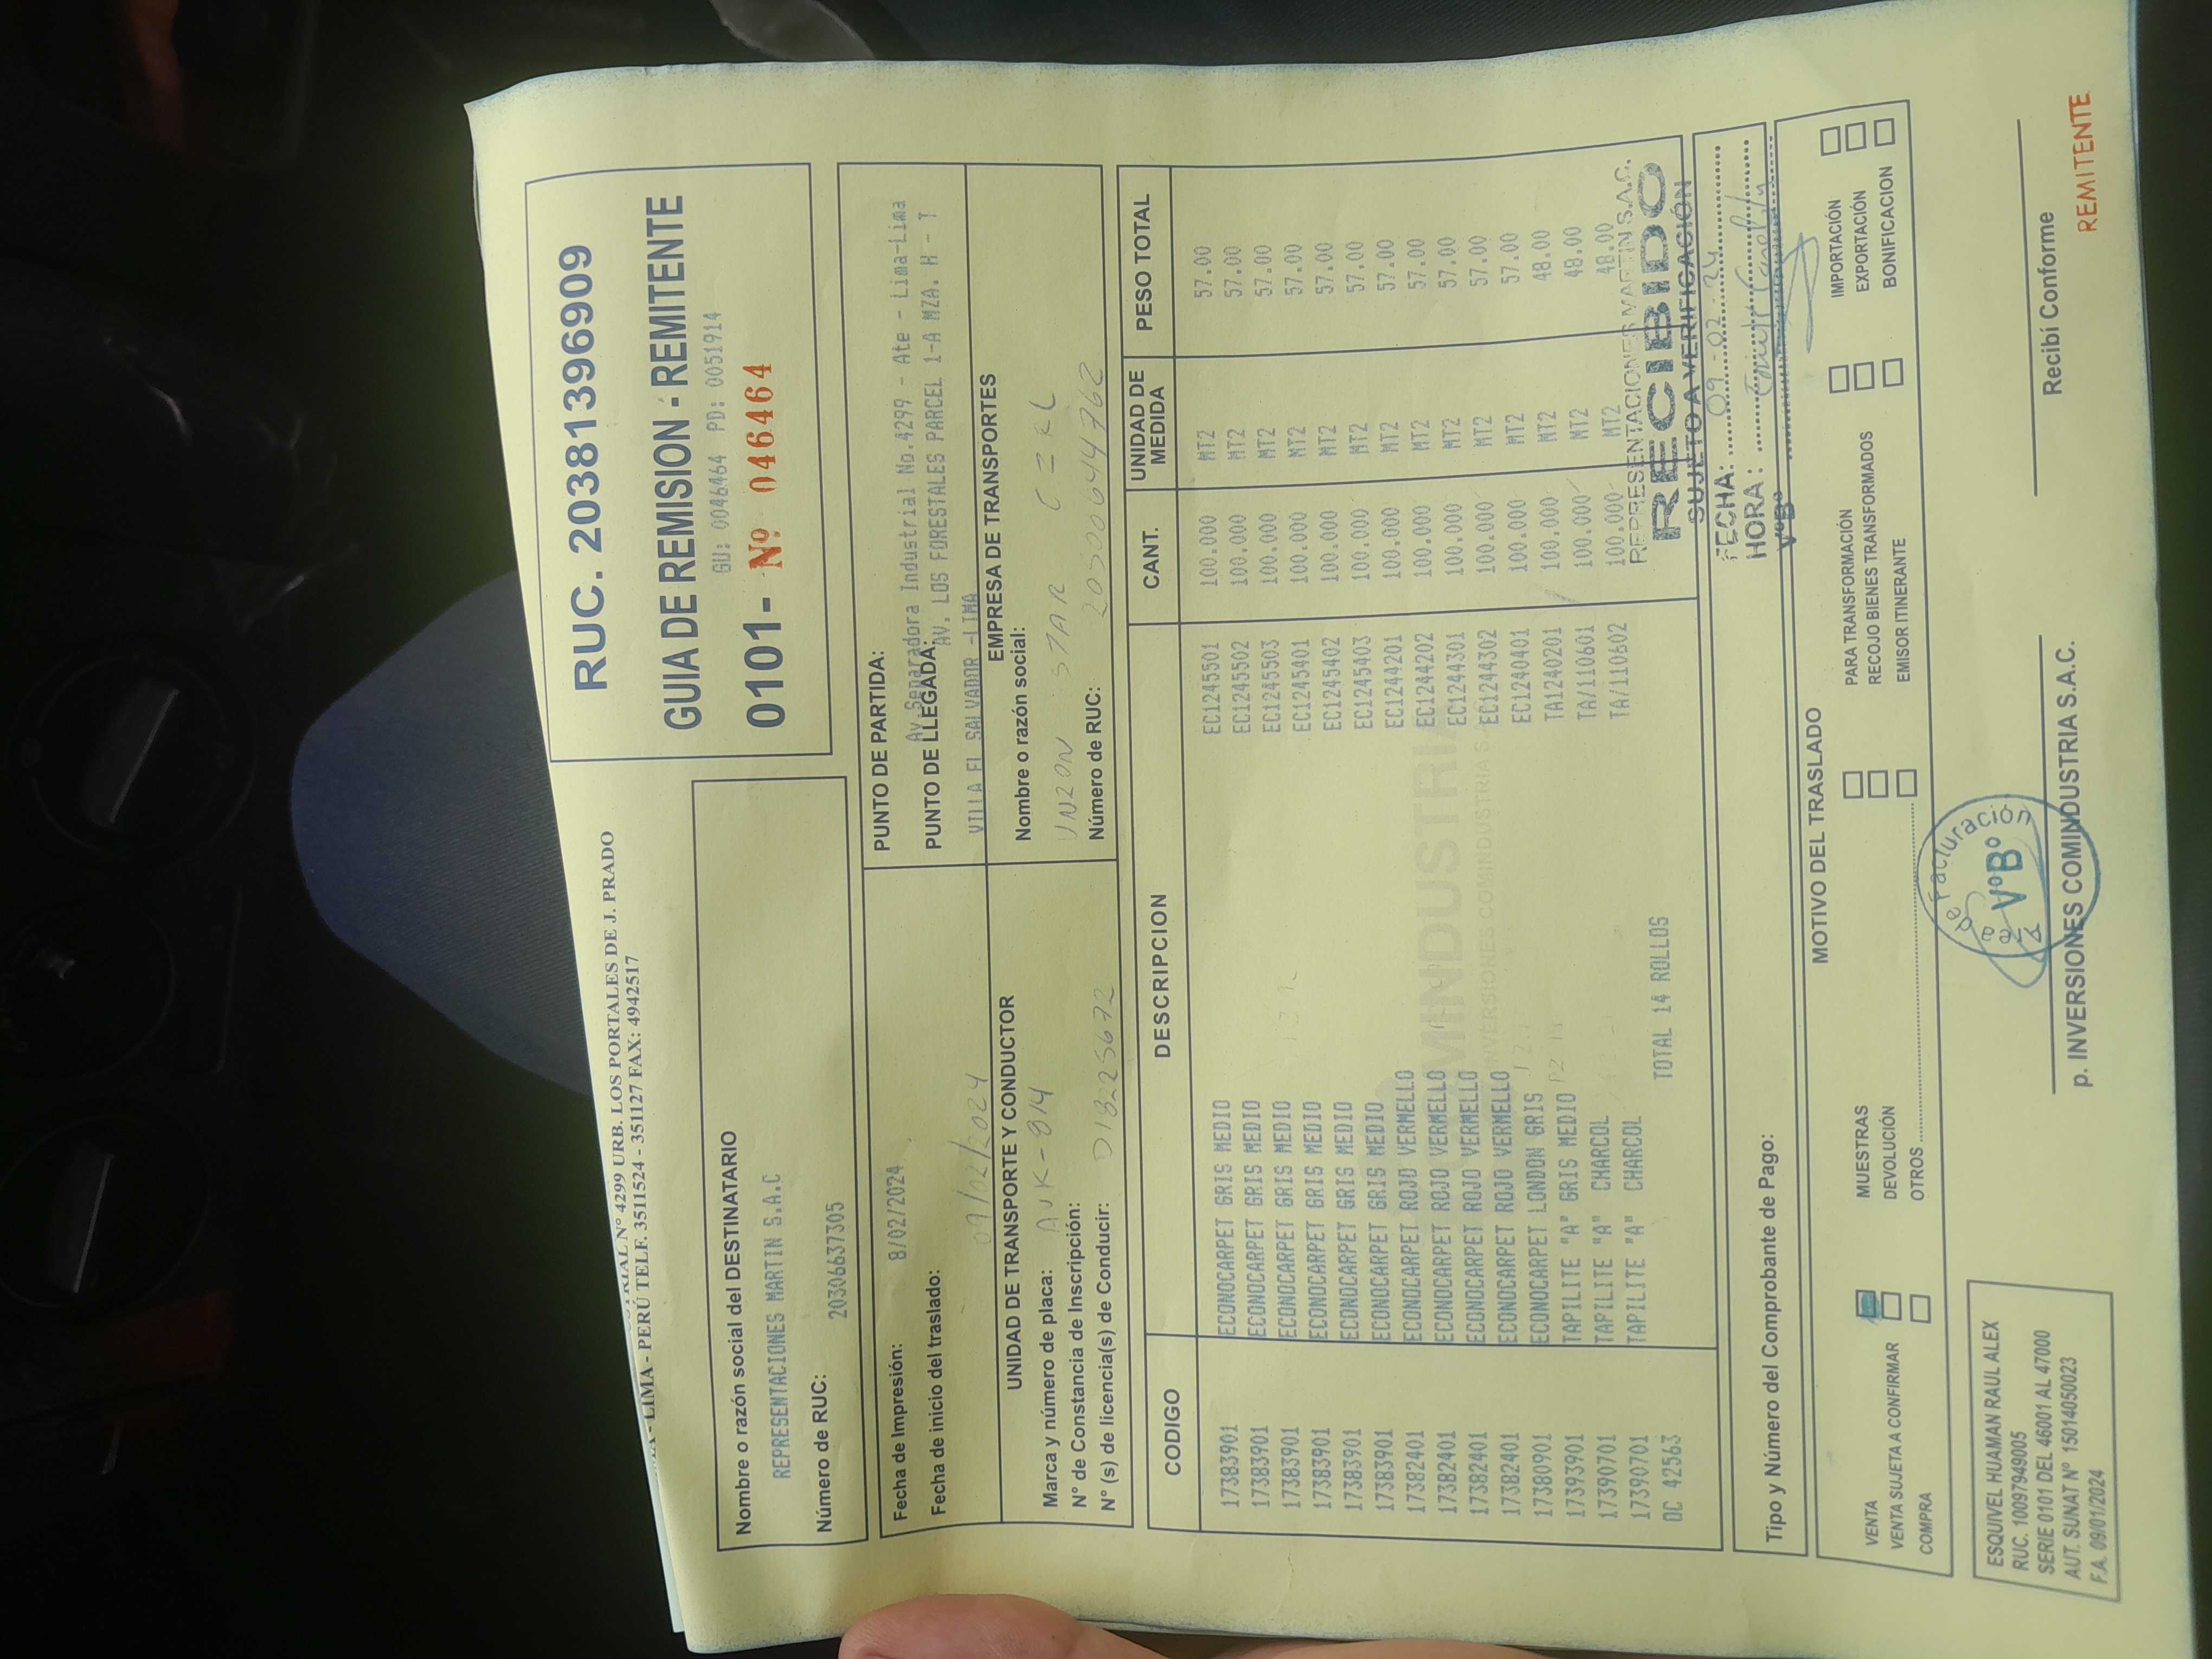 STRIAL N° 4299 URB. LOS PORTALES DE J. PRADO
- LIMA - PERÚ TELF. 3511524 - 351127 FAX: 4942517
RUC. 20381396909
GUIA DE REMISION - REMITENTE
GU: 0046464 PD: 0051914
0101- Nº 046464
Nombre o razón social del DESTINATARIO
REPRESENTACIONES MARTIN S.A.C
Número de RUC:
20306637305
Fecha de Impresión: 8/02/2024
Fecha de inicio del traslado: 09/02/2024
PUNTO DE PARTIDA:
Av.Separadora Industrial No.4299 - Ate - Lima-Lima
PUNTO DE LLEGADA:
AV. LOS FORESTALES PARCEL 1-A MZA. H - T
VILLA EL SALVADOR -LIMA
UNIDAD DE TRANSPORTE Y CONDUCTOR
Marca y número de placa:
N° de Constancia de Inscripción:
N° (s) de licencia(s) de Conducir:
EMPRESA DE TRANSPORTES
Nombre o razón social:
STAR
Número de RUC:
CODIGO DESCRIPCION CANT. UNIDAD DE MEDIDA PESO TOTAL
17383901 ECONOCARPET GRIS MEDIO EC1245501 100.000 MT2 57.00
17383901 ECONOCARPET GRIS MEDIO EC1245502 100.000 MT2 57.00
17383901 ECONOCARPET GRIS MEDIO EC1245503 100.000 MT2 57.00
17383901 ECONOCARPET GRIS MEDIO EC1245401 100.000 MT2 57.00
17383901 ECONOCARPET GRIS MEDIO EC1245402 100.000 MT2 57.00
17383901 ECONOCARPET GRIS MEDIO EC1245403 100.000 MT2 57.00
17382401 ECONOCARPET ROJO VERMELLO EC1244201 100.000 MT2 57.00
17382401 ECONOCARPET ROJO VERMELLO EC1244202 100.000 MT2 57.00
17382401 ECONOCARPET ROJO VERMELLO EC1244301 100.000 MT2 57.00
17382401 ECONOCARPET ROJO VERMELLO EC1244302 100.000 MT2 57.00
17380901 ECONOCARPET LONDON GRIS EC1240401 100.000 MT2 57.00
17393901 TAPILITE "A" GRIS MEDIO TA1240201 100.000 MT2 48.00
17390701 TAPILITE "A" CHARCOL TA/110601 100.000 MT2 48.00
17390701 TAPILITE "A" CHARCOL TA/110602 100.000 MT2 48.00
OC 42563 TOTAL 14 ROLLOS
REPRESENTACIONES MARTIN S.A.C.
RECIBIDO
SUJETO A VERIFICACIÓN
FECHA: 09-02-24
HORA :
V°B°
Tipo y Número del Comprobante de Pago:
MOTIVO DEL TRASLADO
VENTA MUESTRAS PARA TRANSFORMACIÓN IMPORTACIÓN
VENTA SUJETA A CONFIRMAR DEVOLUCIÓN RECOJO BIENES TRANSFORMADOS EXPORTACIÓN
COMPRA OTROS EMISOR ITINERANTE BONIFICACION
ESQUIVEL HUAMAN RAUL ALEX
RUC. 10097949005
SERIE 0101 DEL 46001 AL 47000
AUT. SUNAT N° 15014050023
F.A. 09/01/2024
Area de Facturación
V°B°
p. INVERSIONES COMINDUSTRIA S.A.C.
Recibí Conforme
REMITENTE